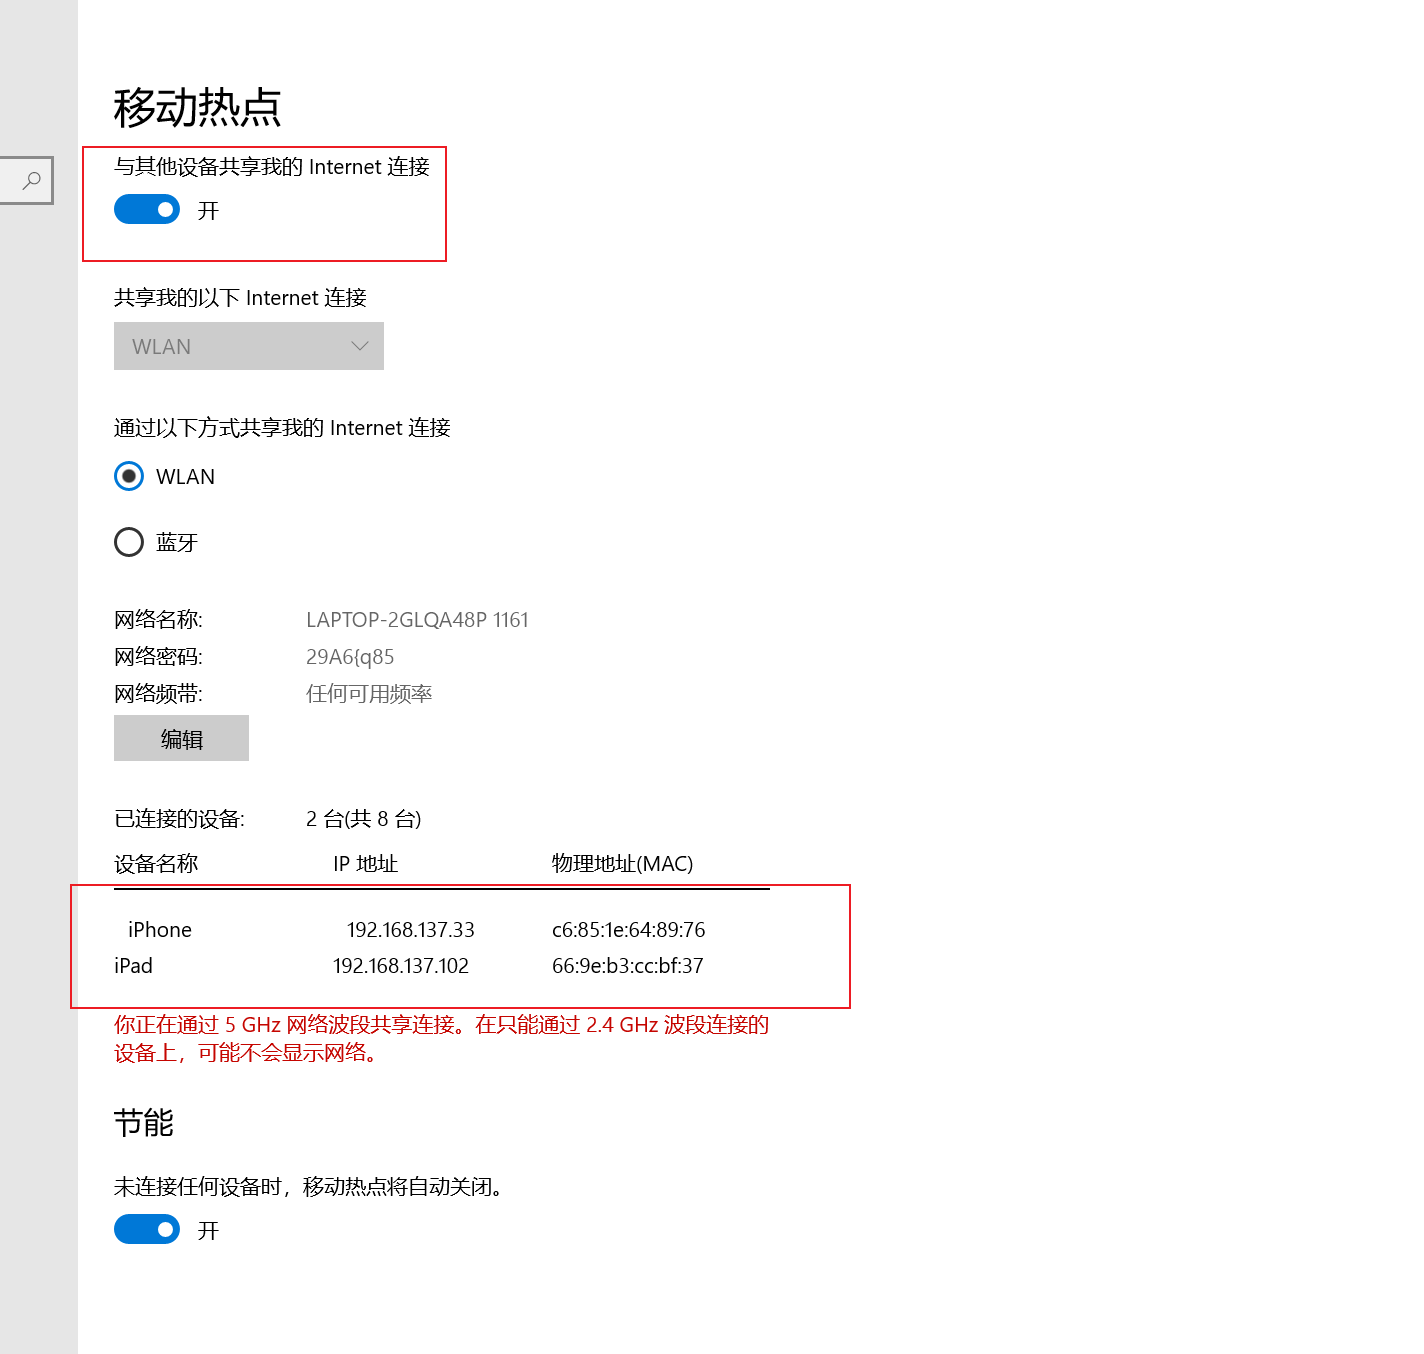 移动热点
与其他设备共享我的 Internet 连接
开
共享我的以下 Internet 连接
WLAN
通过以下方式共享我的 Internet 连接
WLAN
蓝牙
网络名称: LAPTOP-2GLQA48P 1161
网络密码: 29A6{q85
网络频带: 任何可用频率
编辑
已连接的设备: 2 台(共 8 台)
设备名称 IP 地址 物理地址(MAC)
iPhone 192.168.137.33 c6:85:1e:64:89:76
iPad 192.168.137.102 66:9e:b3:cc:bf:37
你正在通过 5 GHz 网络波段共享连接。在只能通过 2.4 GHz 波段连接的
设备上，可能不会显示网络。
节能
未连接任何设备时，移动热点将自动关闭。
开